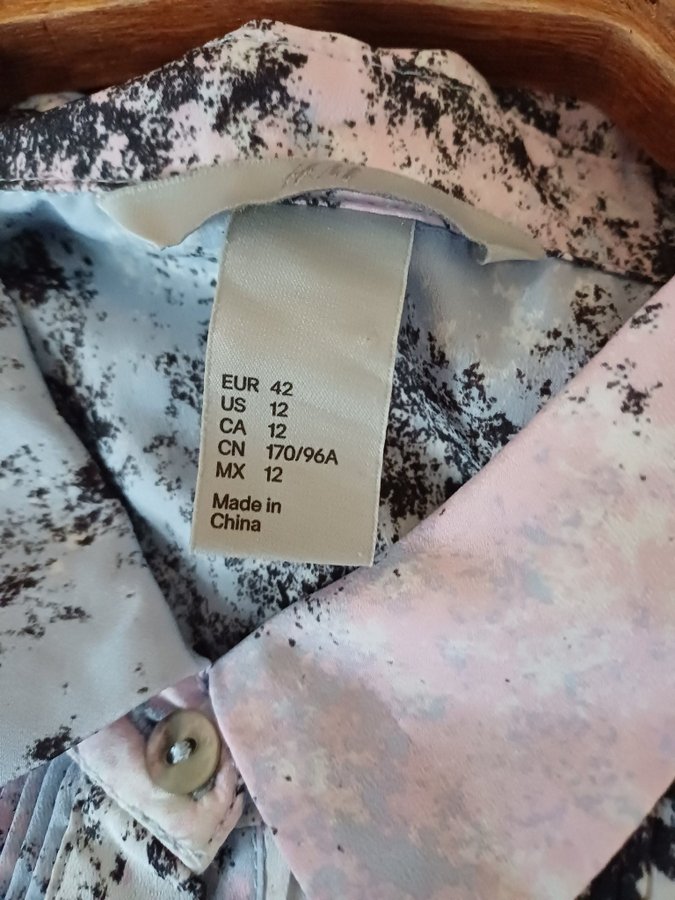 EUR 42
US 12
CA 12
CN 170/96A
MX 12
Made in
China